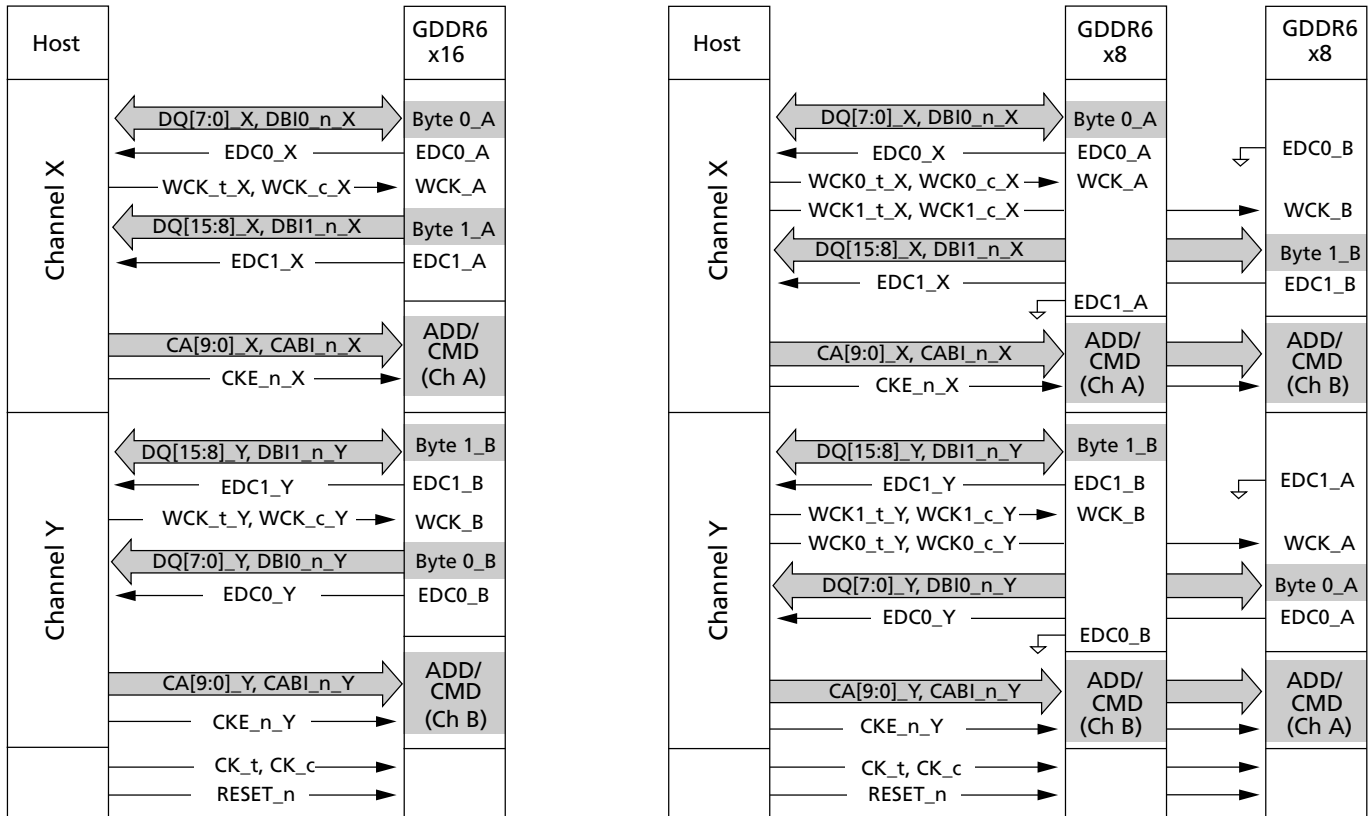 Host
GDDR6
x16
Channel X
DQ[7:0]_X, DBI0_n_X
Byte 0_A
EDC0_X
EDC0_A
WCK_t_X, WCK_c_X
WCK_A
DQ[15:8]_X, DBI1_n_X
Byte 1_A
EDC1_X
EDC1_A
CA[9:0]_X, CABI_n_X
CKE_n_X
ADD/
CMD
(Ch A)
Channel Y
DQ[15:8]_Y, DBI1_n_Y
Byte 1_B
EDC1_Y
EDC1_B
WCK_t_Y, WCK_c_Y
WCK_B
DQ[7:0]_Y, DBI0_n_Y
Byte 0_B
EDC0_Y
EDC0_B
CA[9:0]_Y, CABI_n_Y
CKE_n_Y
ADD/
CMD
(Ch B)
CK_t, CK_c
RESET_n
Host
GDDR6
x8
GDDR6
x8
Channel X
DQ[7:0]_X, DBI0_n_X
Byte 0_A
EDC0_X
EDC0_A
EDC0_B
WCK0_t_X, WCK0_c_X
WCK_A
WCK1_t_X, WCK1_c_X
WCK_B
DQ[15:8]_X, DBI1_n_X
Byte 1_B
EDC1_X
EDC1_B
EDC1_A
CA[9:0]_X, CABI_n_X
CKE_n_X
ADD/
CMD
(Ch A)
ADD/
CMD
(Ch B)
Channel Y
DQ[15:8]_Y, DBI1_n_Y
Byte 1_B
EDC1_Y
EDC1_B
EDC1_A
WCK1_t_Y, WCK1_c_Y
WCK_B
WCK0_t_Y, WCK0_c_Y
WCK_A
DQ[7:0]_Y, DBI0_n_Y
Byte 0_A
EDC0_Y
EDC0_A
EDC0_B
CA[9:0]_Y, CABI_n_Y
CKE_n_Y
ADD/
CMD
(Ch B)
ADD/
CMD
(Ch A)
CK_t, CK_c
RESET_n